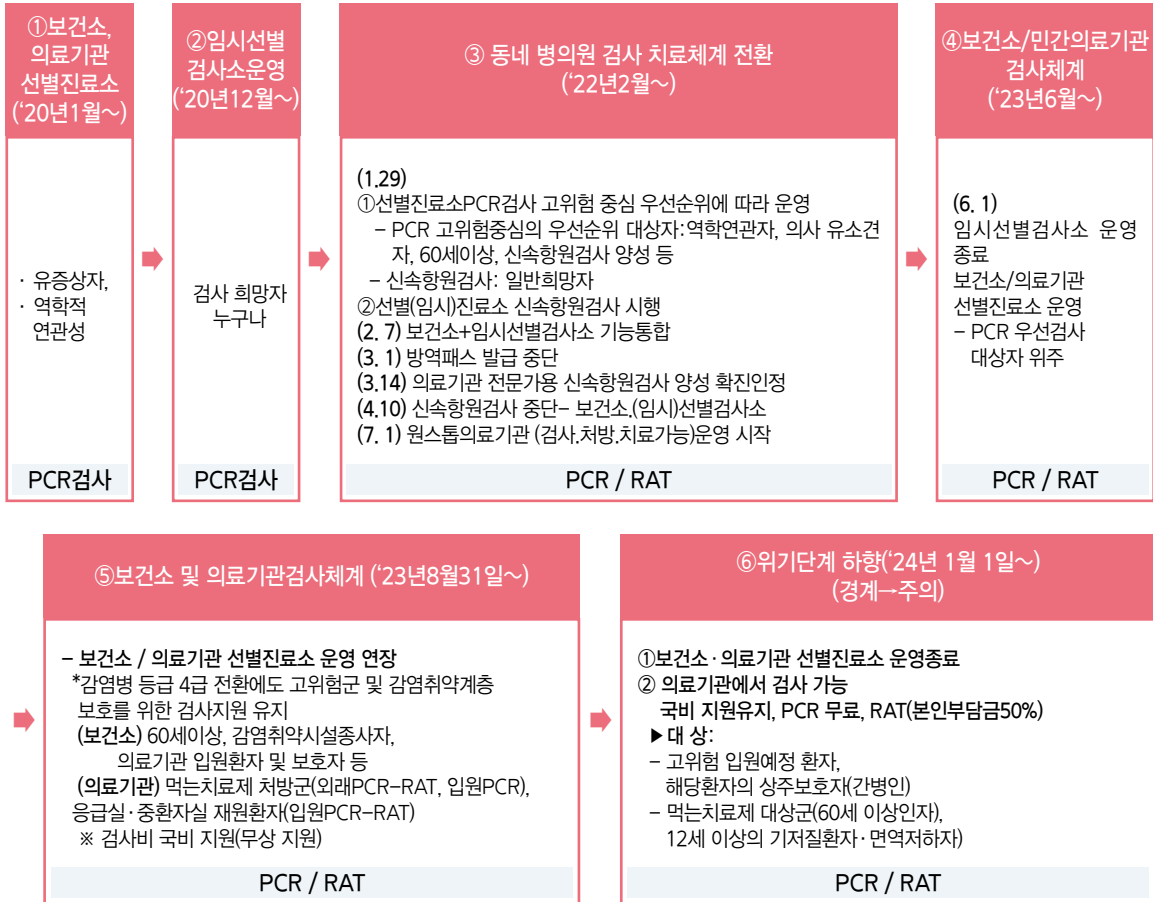 ①보건소,
의료기관
선별진료소
(‘20년1월~)
· 유증상자,
· 역학적
연관성
PCR검사
②임시선별
검사소운영
(‘20년12월~)
검사 희망자
누구나
PCR검사
③ 동네 병의원 검사 치료체계 전환
(‘22년2월~)
(1.29)
①선별진료소PCR검사 고위험 중심 우선순위에 따라 운영
– PCR 고위험중심의 우선순위 대상자:역학연관자, 의사 유소견
자, 60세이상, 신속항원검사 양성 등
– 신속항원검사: 일반희망자
②선별(임시)진료소 신속항원검사 시행
(2. 7) 보건소+임시선별검사소 기능통합
(3. 1) 방역패스 발급 중단
(3.14) 의료기관 전문가용 신속항원검사 양성 확진인정
(4.10) 신속항원검사 중단– 보건소.(임시)선별검사소
(7. 1) 원스톱의료기관 (검사.처방.치료가능)운영 시작
PCR / RAT
④보건소/민간의료기관
검사체계
(‘23년6월~)
(6. 1)
임시선별검사소 운영
종료
보건소/의료기관
선별진료소 운영
– PCR 우선검사
대상자 위주
PCR / RAT
⑤보건소 및 의료기관검사체계 (‘23년8월31일~)
– 보건소 / 의료기관 선별진료소 운영 연장
*감염병 등급 4급 전환에도 고위험군 및 감염취약계층
보호를 위한 검사지원 유지
(보건소) 60세이상, 감염취약시설종사자,
의료기관 입원환자 및 보호자 등
(의료기관) 먹는치료제 처방군(외래PCR–RAT, 입원PCR),
응급실·중환자실 재원환자(입원PCR–RAT)
※ 검사비 국비 지원(무상 지원)
PCR / RAT
⑥위기단계 하향(‘24년 1월 1일~)
(경계→주의)
①보건소·의료기관 선별진료소 운영종료
② 의료기관에서 검사 가능
국비 지원유지, PCR 무료, RAT(본인부담금50%)
▶대 상:
– 고위험 입원예정 환자,
해당환자의 상주보호자(간병인)
– 먹는치료제 대상군(60세 이상인자),
12세 이상의 기저질환자·면역저하자)
PCR / RAT